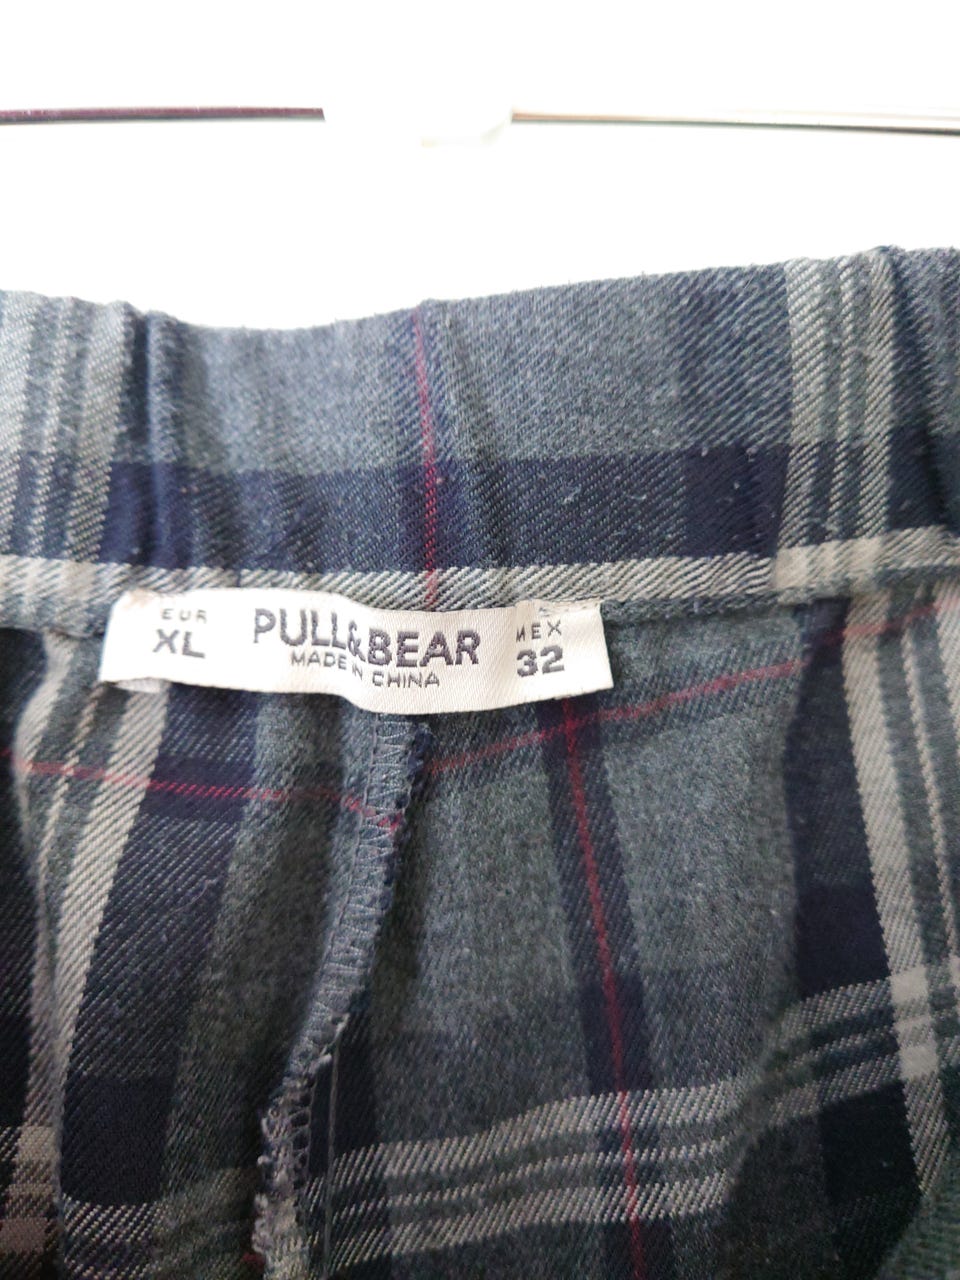 EUR
XL
PULL&BEAR
MADE IN CHINA
MEX
32